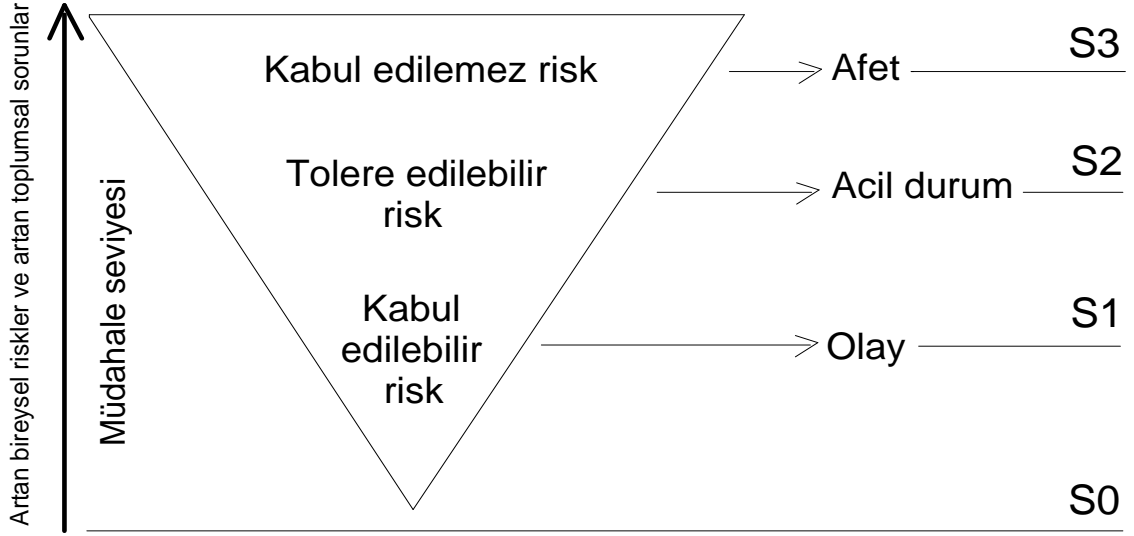 Artan bireysel riskler ve artan toplumsal sorunlar
Müdahale seviyesi
Kabul edilemez risk
Afet
S3
Tolere edilebilir
risk
Acil durum
S2
Kabul
edilebilir
risk
Olay
S1
S0